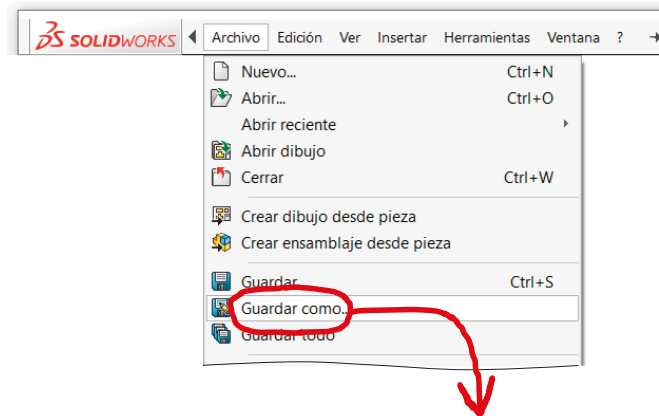 SOLIDWORKS Archivo Edición Ver Insertar Herramientas Ventana ?
Nuevo... Ctrl+N
Abrir... Ctrl+O
Abrir reciente
Abrir dibujo
Cerrar Ctrl+W
Crear dibujo desde pieza
Crear ensamblaje desde pieza
Guardar Ctrl+S
Guardar como...
Guardar todo